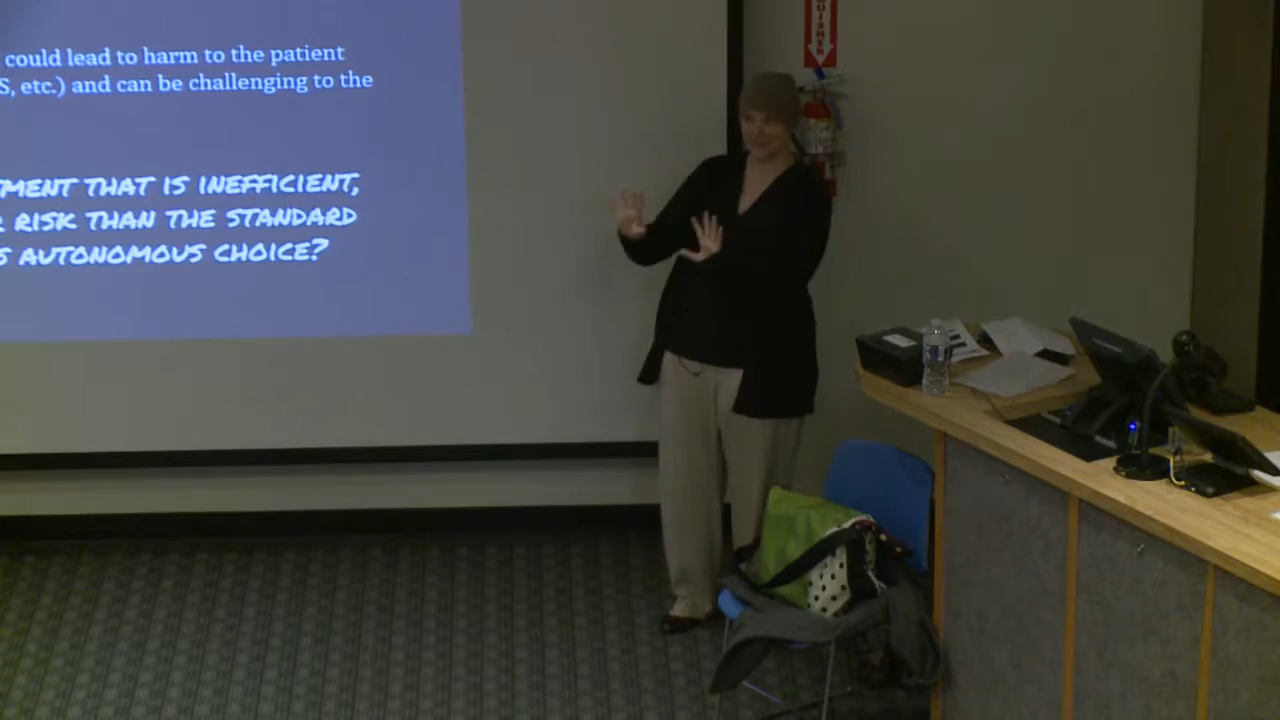 could lead to harm to the patient
S, etc.) and can be challenging to the
TMENT THAT IS INEFFICIENT,
R RISK THAN THE STANDARD
S AUTONOMOUS CHOICE?
GUISHER